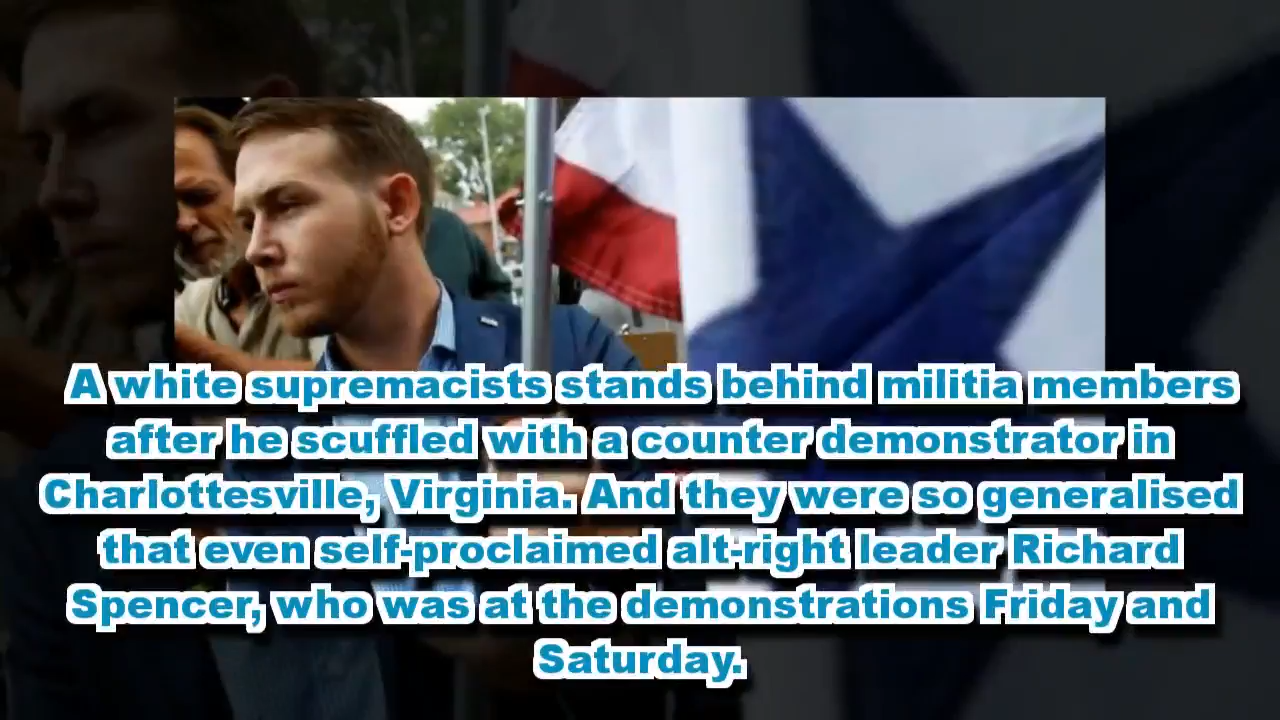 A white supremacists stands behind militia members
after he scuffled with a counter demonstrator in
Charlottesville, Virginia. And they were so generalised
that even self-proclaimed alt-right leader Richard
Spencer, who was at the demonstrations Friday and
Saturday.